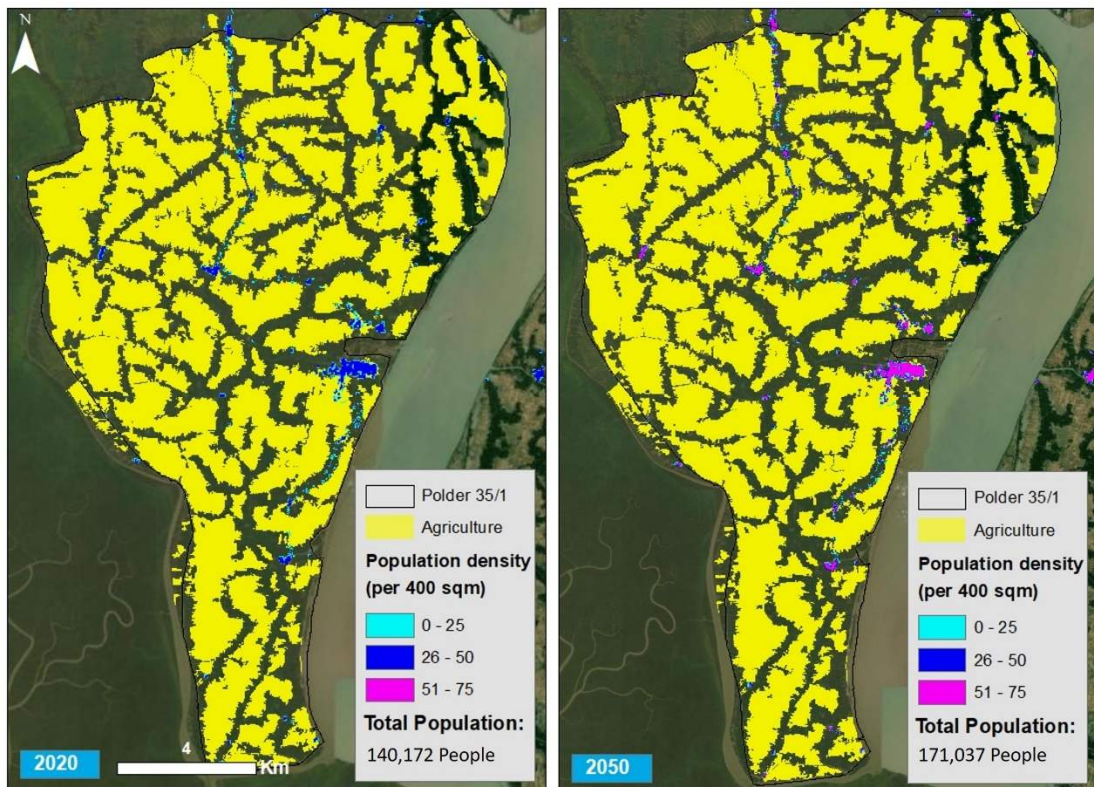 N
Polder 35/1
Agriculture
Population density
(per 400 sqm)
0 - 25
26 - 50
51 - 75
Total Population:
140,172 People
2020
4
Km
Polder 35/1
Agriculture
Population density
(per 400 sqm)
0 - 25
26 - 50
51 - 75
Total Population:
171,037 People
2050